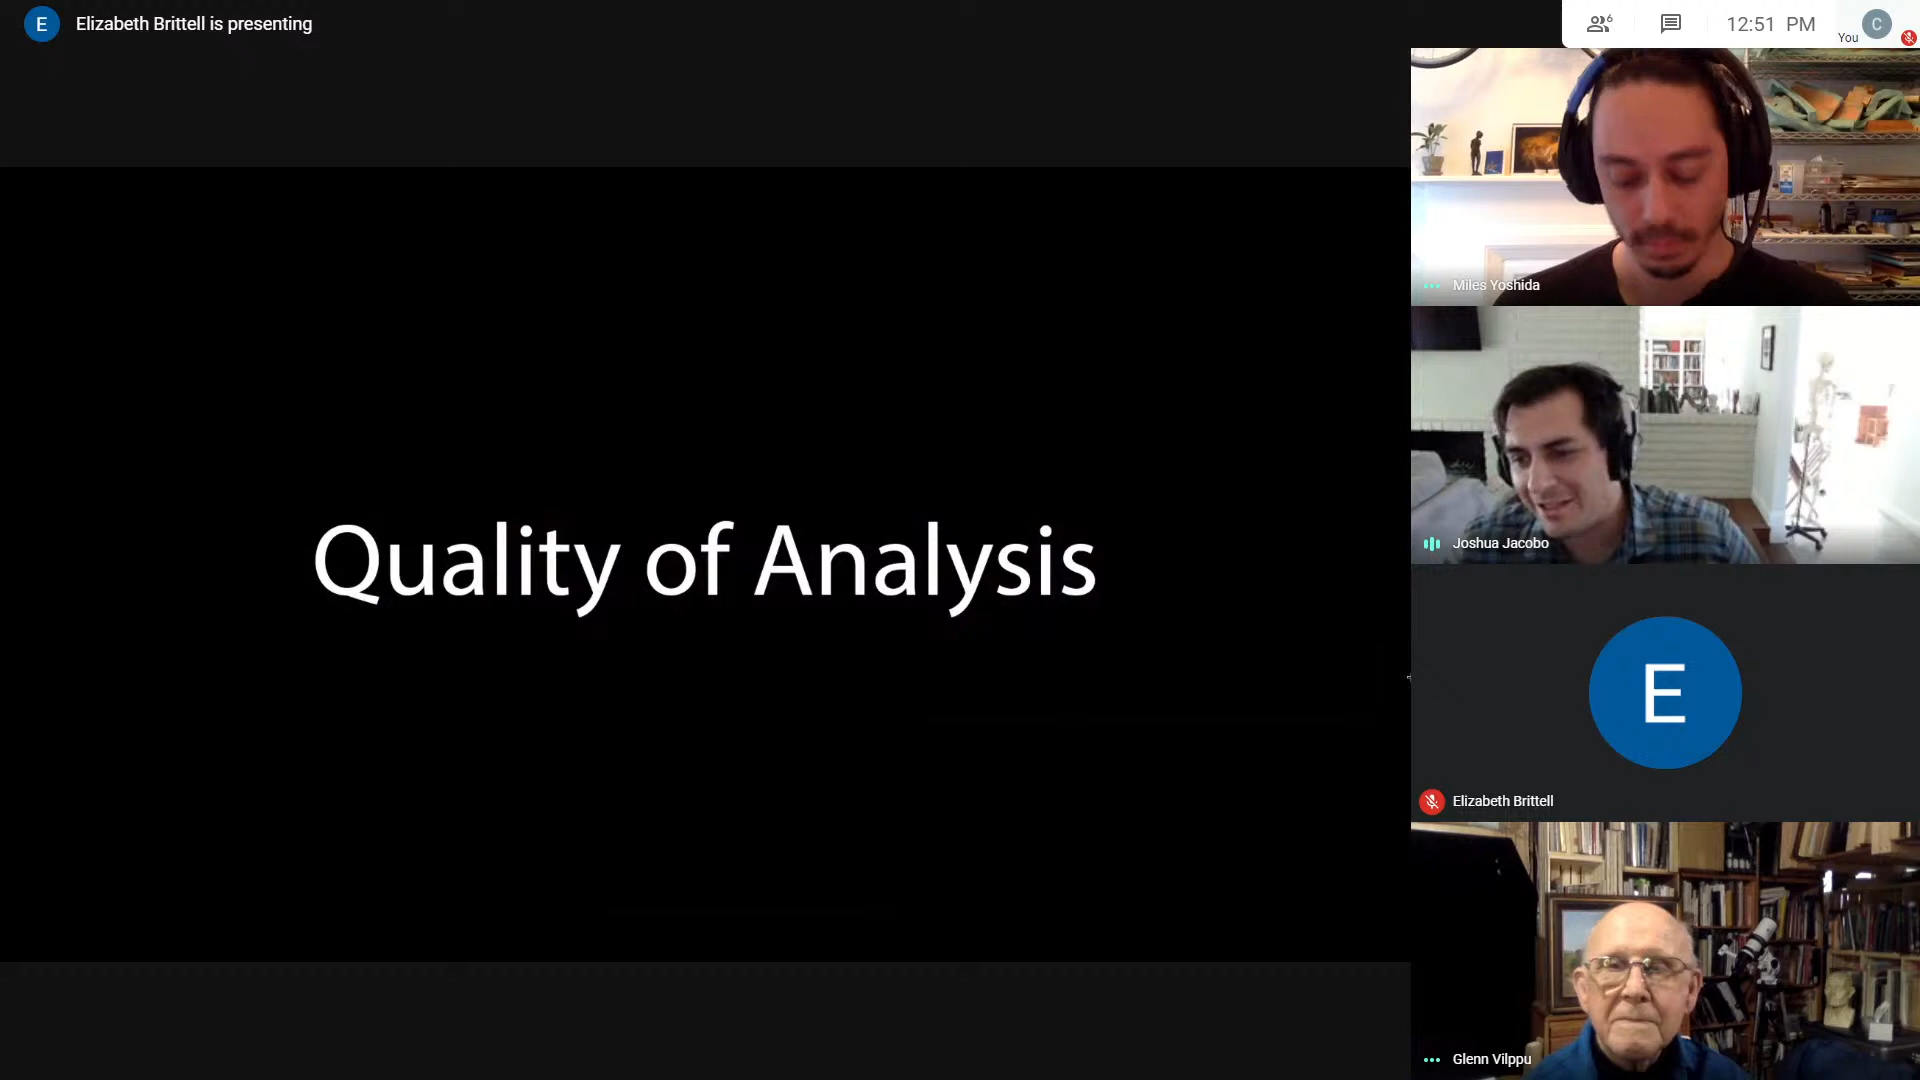 E
Elizabeth Brittell is presenting
6
12:51 PM
You
C
Miles Yoshida
Quality of Analysis
Joshua Jacobo
E
Elizabeth Brittell
Glenn Vilppu